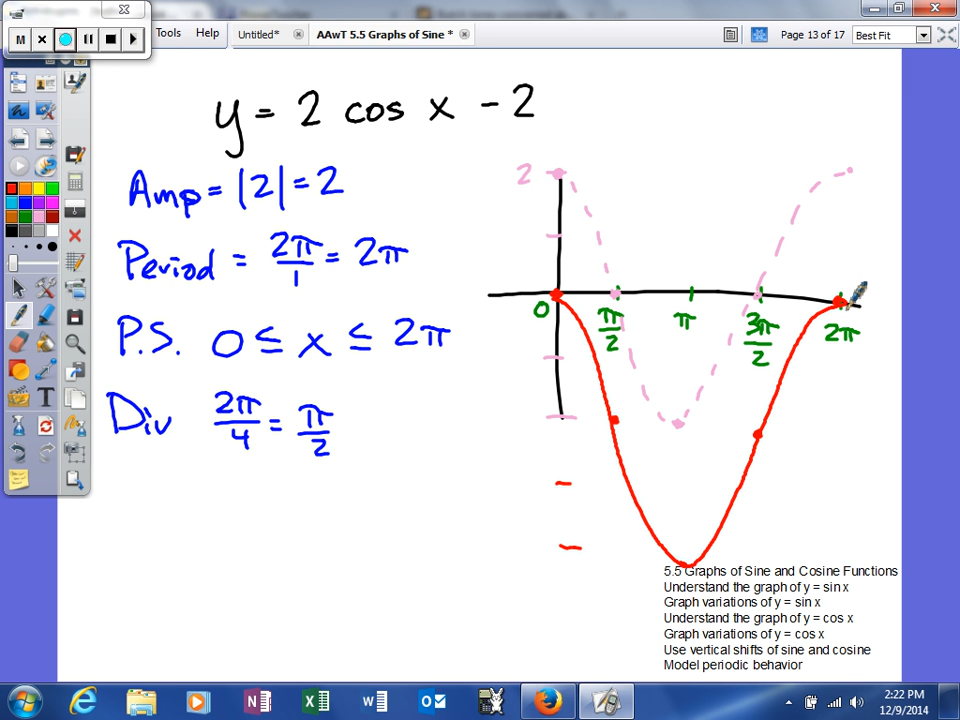 Tools Help
Untitled*
AAwT 5.5 Graphs of Sine *
Page 13 of 17
Best Fit
M
y = 2 cos x - 2
Amp = |2| = 2
Period = 2π/1 = 2π
P.S. 0 ≤ x ≤ 2π
Div 2π/4 = π/2
2
0
π/2
π
3π/2
2π
5.5 Graphs of Sine and Cosine Functions
Understand the graph of y = sin x
Graph variations of y = sin x
Understand the graph of y = cos x
Graph variations of y = cos x
Use vertical shifts of sine and cosine
Model periodic behavior
2:22 PM
12/9/2014